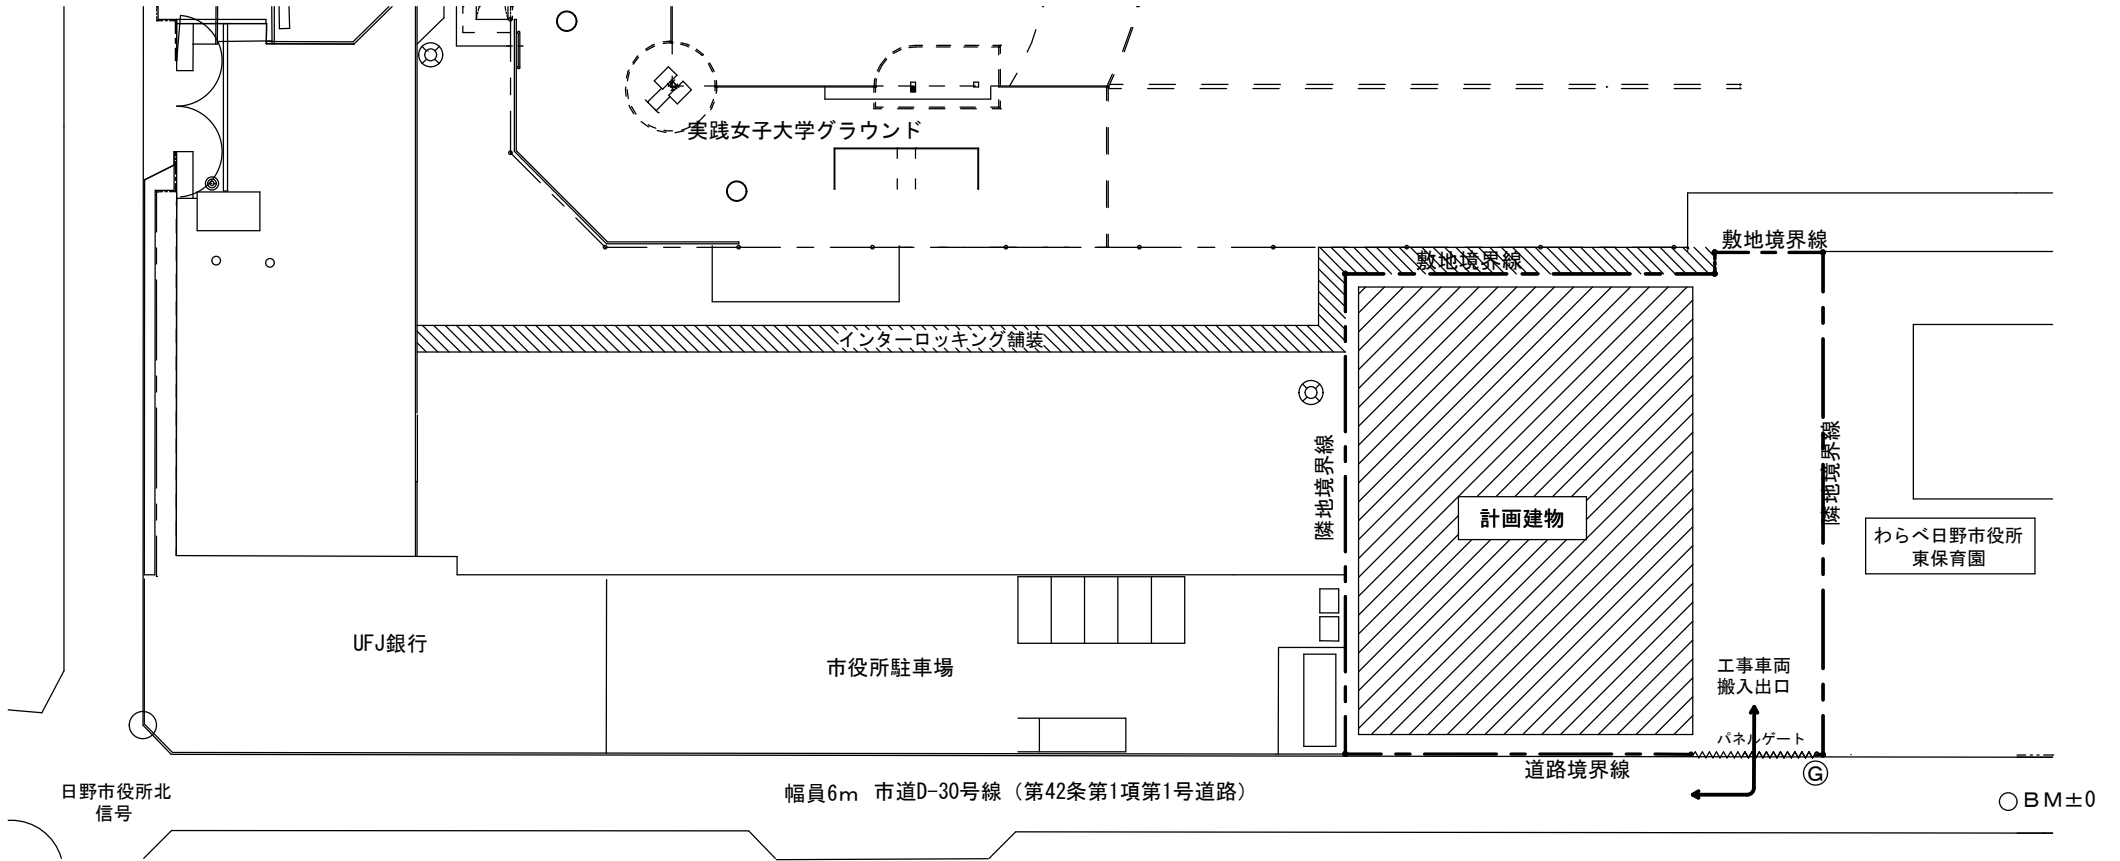 実践女子大学グラウンド
敷地境界線
敷地境界線
インターロッキング舗装
隣地境界線
隣地境界線
計画建物
わらべ日野市役所
東保育園
UFJ銀行
市役所駐車場
工事車両
搬入出口
パネルゲート
道路境界線
G
日野市役所北
信号
幅員6m 市道D-30号線（第42条第1項第1号道路）
BM±0